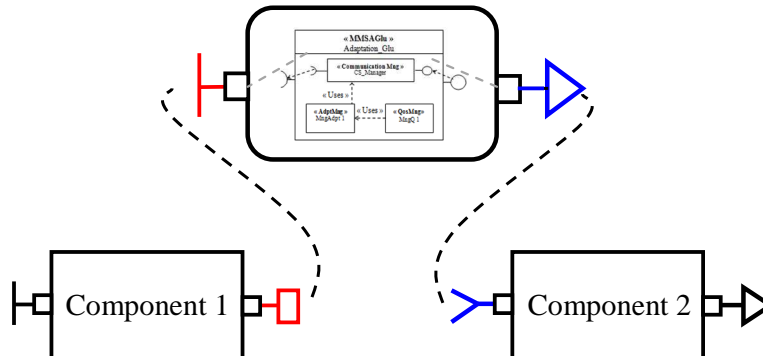 « MMSAGlu »
Adaptation_Glu
« Communication Mng »
CS_Manager
« Uses »
« AdptMng»
MngAdpt 1
« Uses »
« QosMng»
MngQ 1
Component 1
Component 2